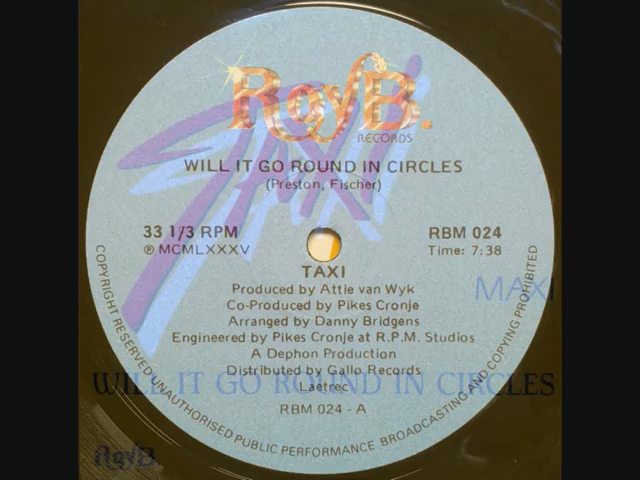 RoyB.
RECORDS
TAXI
WILL IT GO ROUND IN CIRCLES
(Preston, Fischer)
33 1/3 RPM
℗ MCMLXXXV
RBM 024
Time: 7:38
TAXI
Produced by Attie van Wyk
Co-Produced by Pikes Cronje
Arranged by Danny Bridgens
Engineered by Pikes Cronje at R.P.M. Studios
A Dephon Production
Distributed by Gallo Records
Laetrec
RBM 024 - A
MAXI
WILL IT GO ROUND IN CIRCLES
COPYRIGHT RESERVED UNAUTHORISED PUBLIC PERFORMANCE BROADCASTING AND COPYING PROHIBITED
RoyB.